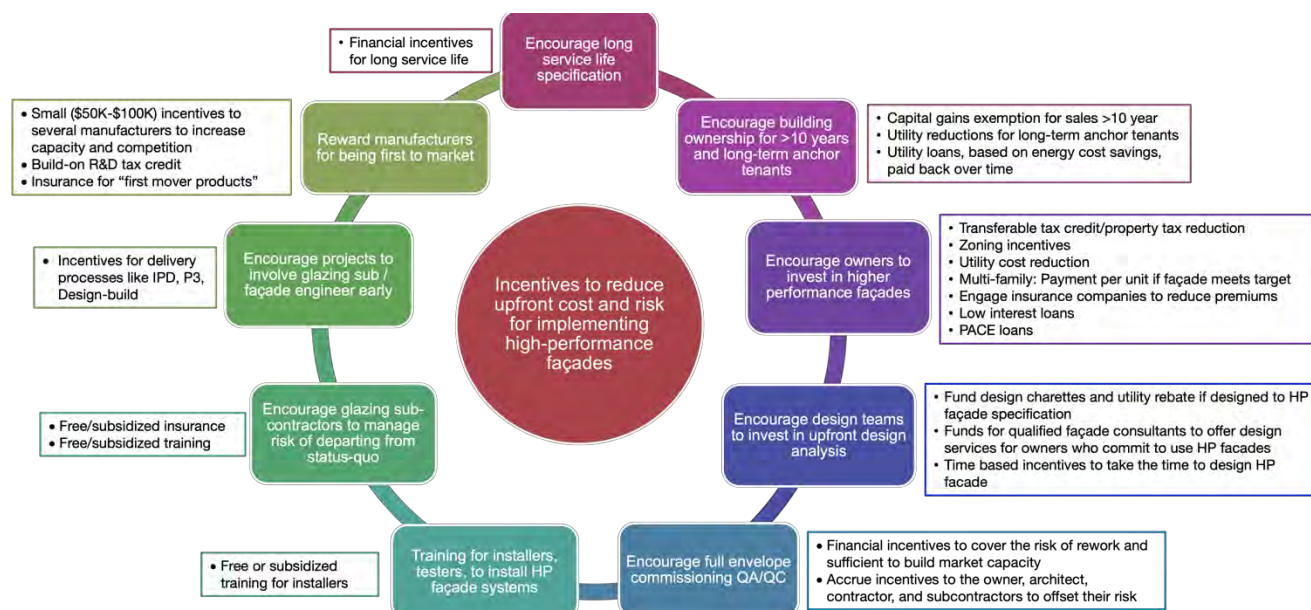 Encourage long
service life
specification
• Financial incentives
for long service life
Encourage building
ownership for >10 years
and long-term anchor
tenants
• Capital gains exemption for sales >10 year
• Utility reductions for long-term anchor tenants
• Utility loans, based on energy cost savings,
paid back over time
Encourage owners to
invest in higher
performance façades
• Transferable tax credit/property tax reduction
• Zoning incentives
• Utility cost reduction
• Multi-family: Payment per unit if façade meets target
• Engage insurance companies to reduce premiums
• Low interest loans
• PACE loans
Encourage design teams
to invest in upfront design
analysis
• Fund design charettes and utility rebate if designed to HP
façade specification
• Funds for qualified façade consultants to offer design
services for owners who commit to use HP facades
• Time based incentives to take the time to design HP
facade
Encourage full envelope
commissioning QA/QC
• Financial incentives to cover the risk of rework and
sufficient to build market capacity
• Accrue incentives to the owner, architect,
contractor, and subcontractors to offset their risk
Training for installers,
testers, to install HP
façade systems
• Free or subsidized
training for installers
Encourage glazing sub-
contractors to manage
risk of departing from
status-quo
• Free/subsidized insurance
• Free/subsidized training
Encourage projects to
involve glazing sub /
façade engineer early
• Incentives for delivery
processes like IPD, P3,
Design-build
Reward manufacturers
for being first to market
• Small ($50K-$100K) incentives to
several manufacturers to increase
capacity and competition
• Build-on R&D tax credit
• Insurance for “first mover products”
Incentives to reduce
upfront cost and risk
for implementing
high-performance
façades